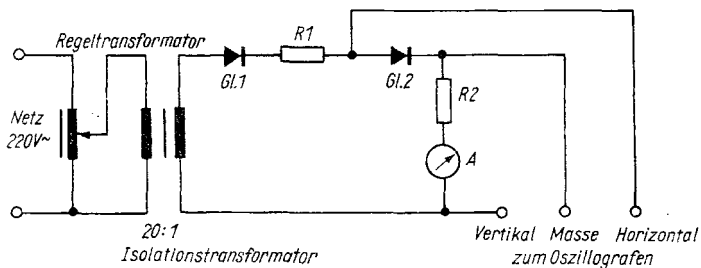 Regeltransformator
R1
Gl.1
Gl.2
R2
Netz
220V~
A
20:1
Isolationstransformator
Vertikal Masse Horizontal
zum Oszillografen